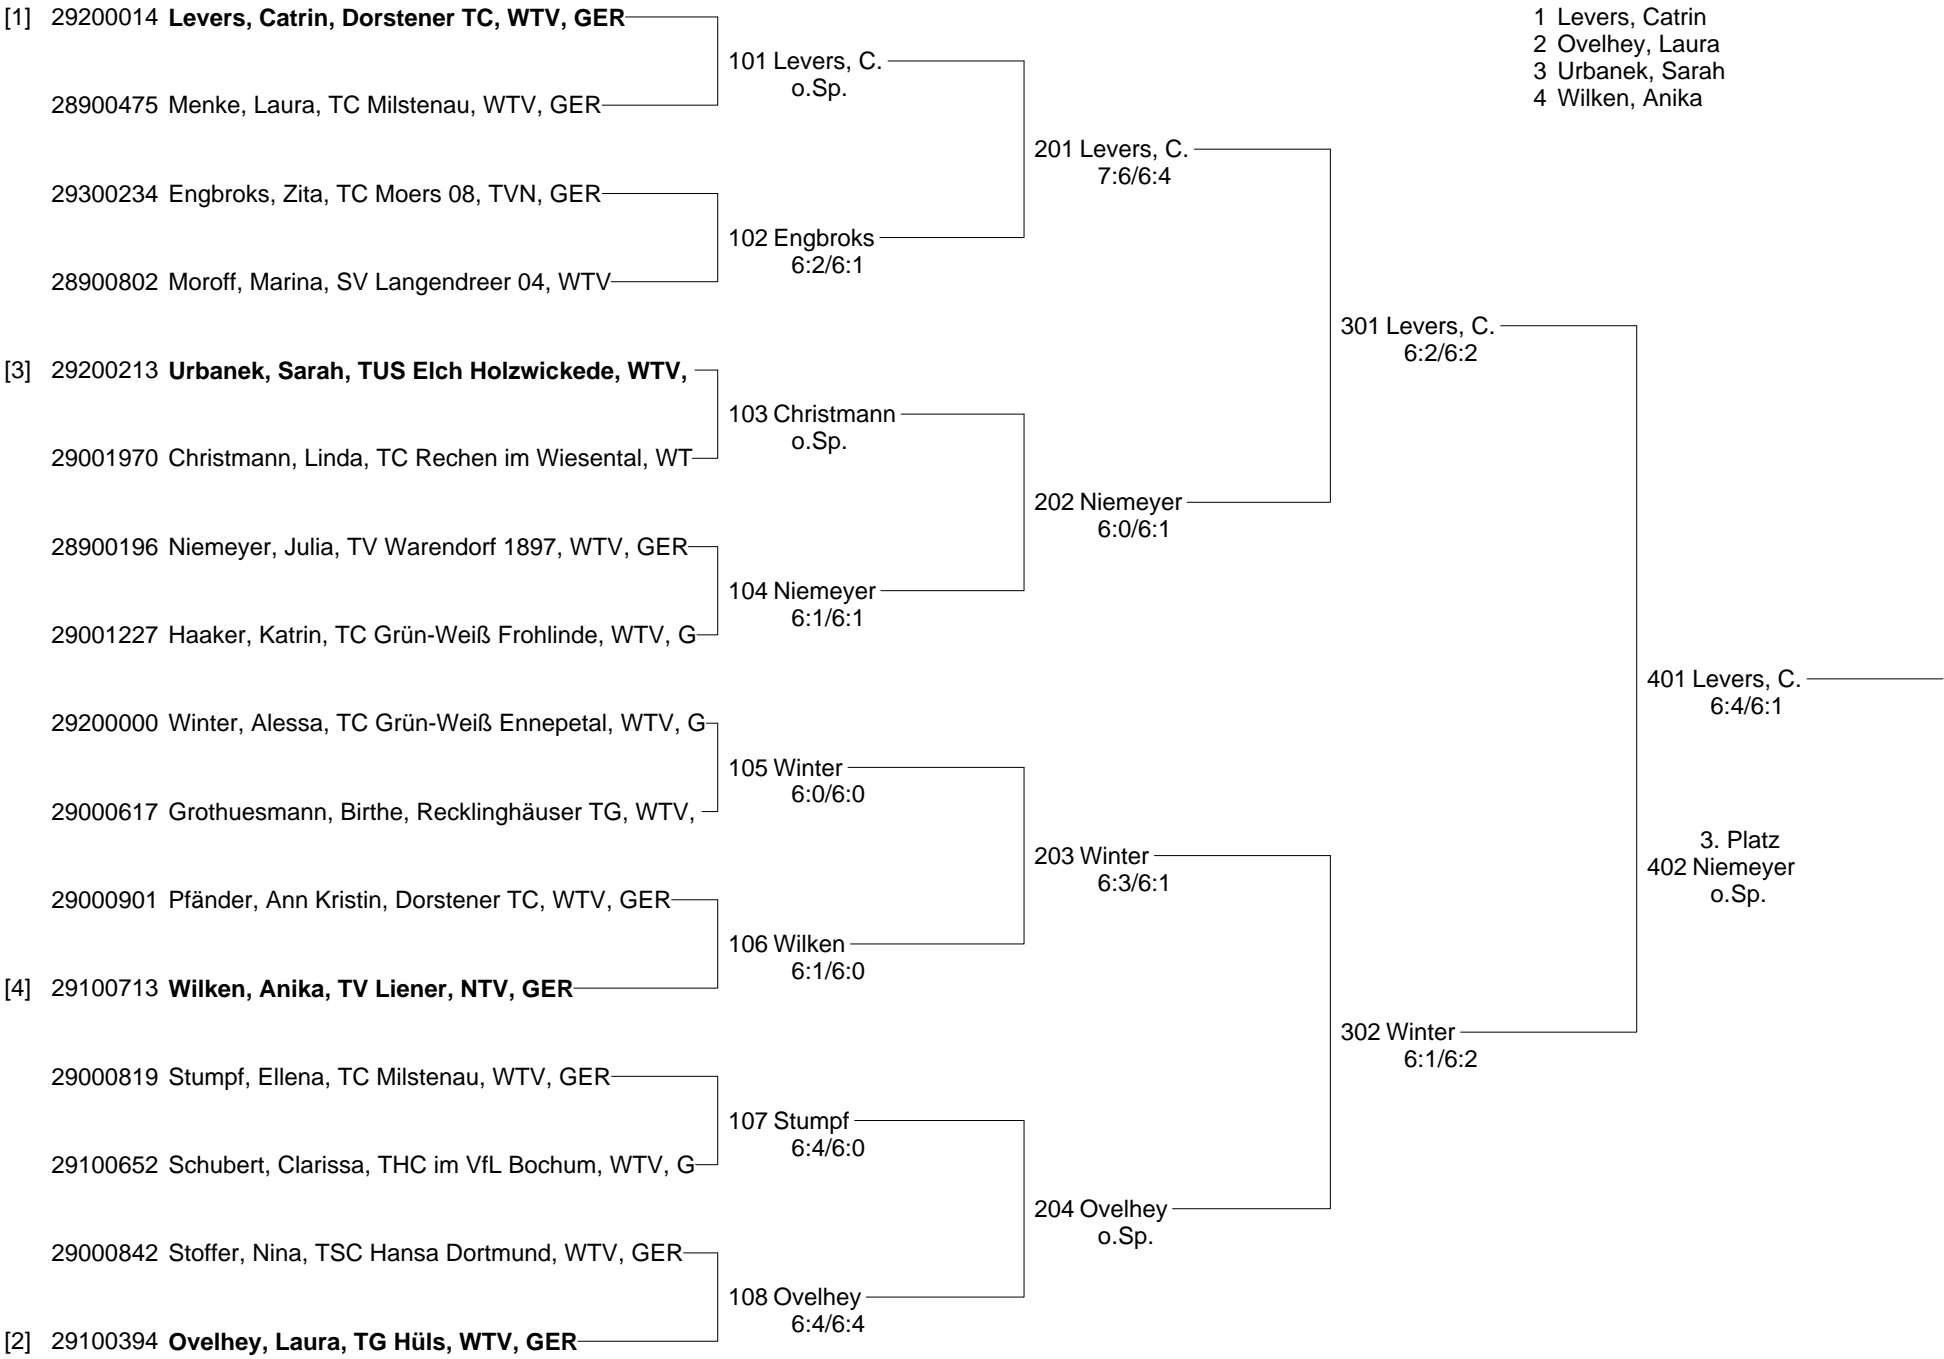 [1] 29200014 Levers, Catrin, Dorstener TC, WTV, GER
28900475 Menke, Laura, TC Milstenau, WTV, GER
29300234 Engbroks, Zita, TC Moers 08, TVN, GER
28900802 Moroff, Marina, SV Langendreer 04, WTV
[3] 29200213 Urbanek, Sarah, TUS Elch Holzwickede, WTV,
29001970 Christmann, Linda, TC Rechen im Wiesental, WT
28900196 Niemeyer, Julia, TV Warendorf 1897, WTV, GER
29001227 Haaker, Katrin, TC Grün-Weiß Frohlinde, WTV, G
29200000 Winter, Alessa, TC Grün-Weiß Ennepetal, WTV, G
29000617 Grothuesmann, Birthe, Recklinghäuser TG, WTV,
29000901 Pfänder, Ann Kristin, Dorstener TC, WTV, GER
[4] 29100713 Wilken, Anika, TV Liener, NTV, GER
29000819 Stumpf, Ellena, TC Milstenau, WTV, GER
29100652 Schubert, Clarissa, THC im VfL Bochum, WTV, G
29000842 Stoffer, Nina, TSC Hansa Dortmund, WTV, GER
[2] 29100394 Ovelhey, Laura, TG Hüls, WTV, GER
101 Levers, C.
o.Sp.
102 Engbroks
6:2/6:1
103 Christmann
o.Sp.
104 Niemeyer
6:1/6:1
105 Winter
6:0/6:0
106 Wilken
6:1/6:0
107 Stumpf
6:4/6:0
108 Ovelhey
6:4/6:4
201 Levers, C.
7:6/6:4
202 Niemeyer
6:0/6:1
203 Winter
6:3/6:1
204 Ovelhey
o.Sp.
301 Levers, C.
6:2/6:2
302 Winter
6:1/6:2
401 Levers, C.
6:4/6:1
3. Platz
402 Niemeyer
o.Sp.
1 Levers, Catrin
2 Ovelhey, Laura
3 Urbanek, Sarah
4 Wilken, Anika